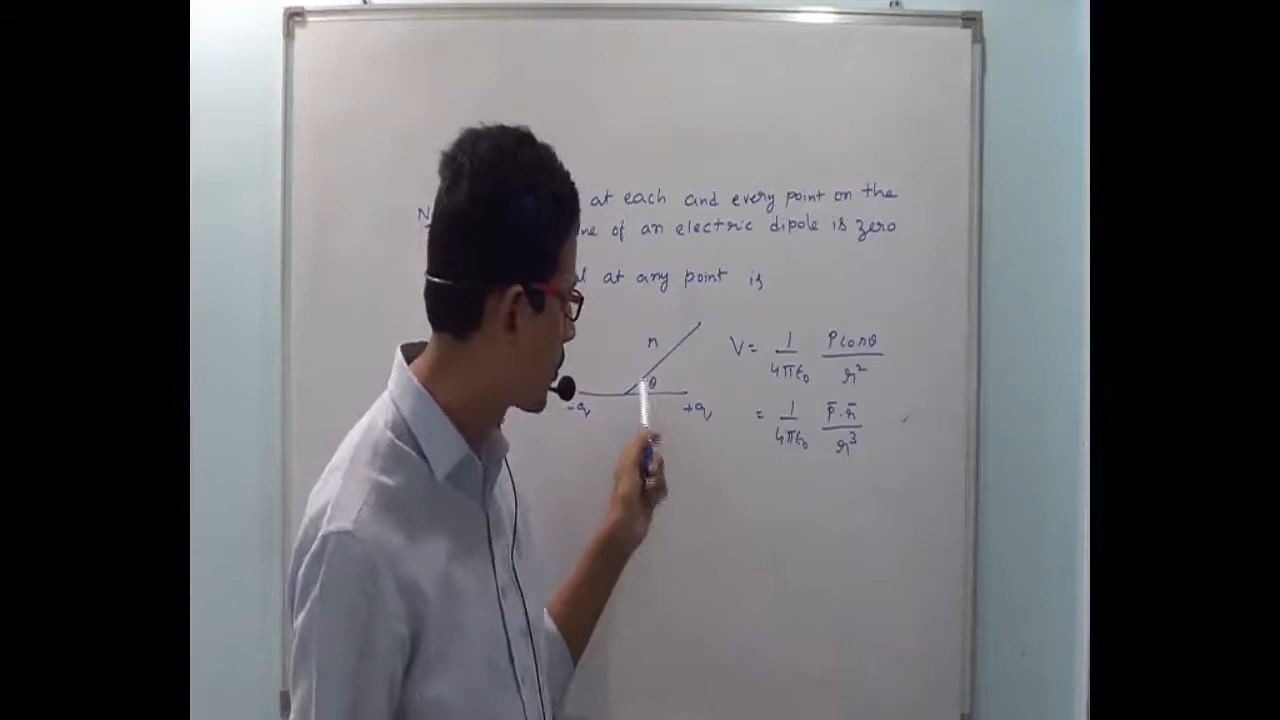 N at each and every point on the
ne of an electric dipole is zero
l at any point is
r
θ
-q +q
V = 1/4πϵ₀ Pcosθ/r²
= 1/4πϵ₀ p̄.r̄/r³